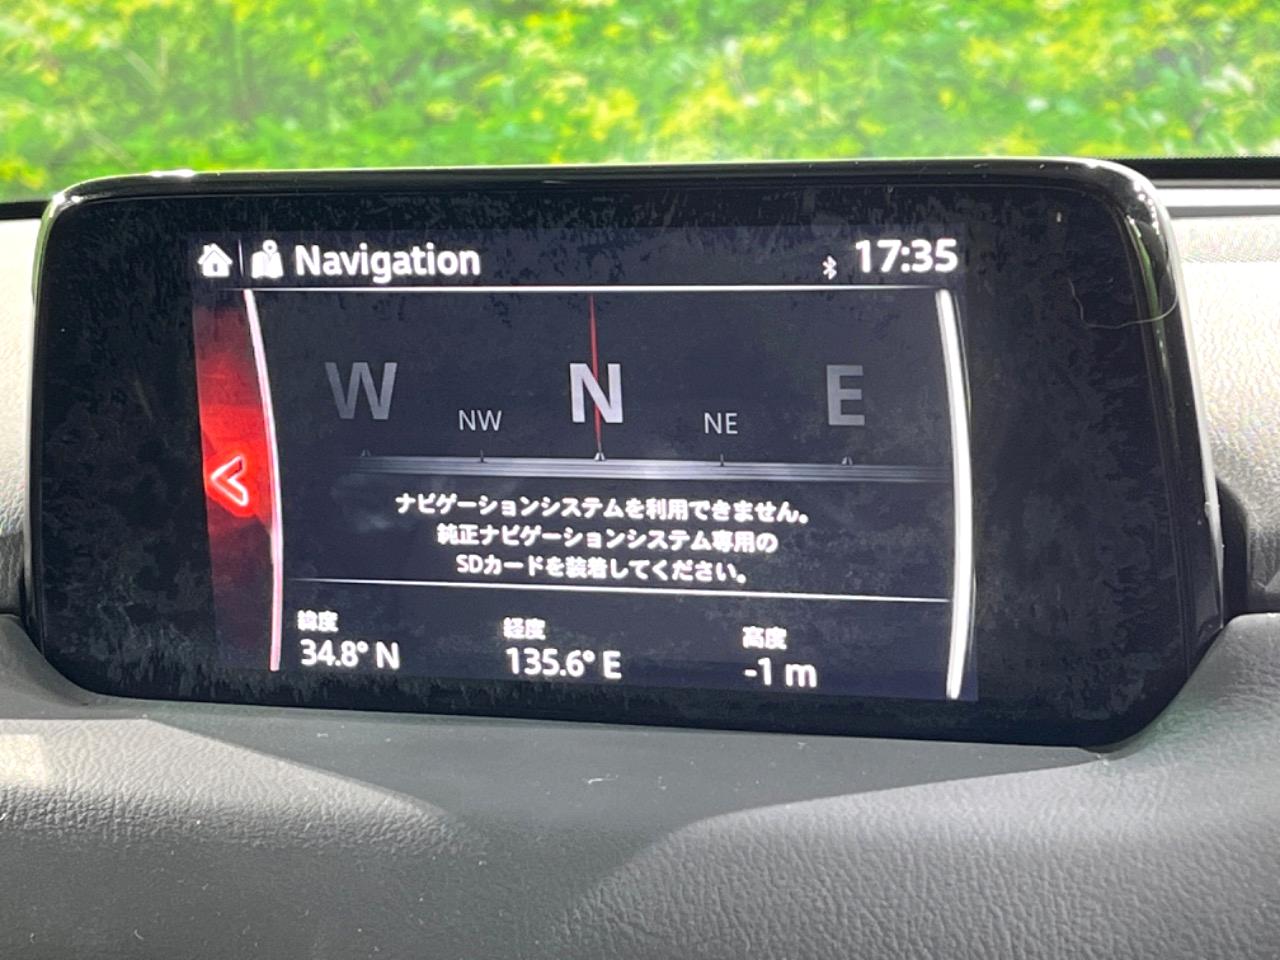 Navigation
17:35
W NW N NE E
ナビゲーションシステムを利用できません。
純正ナビゲーションシステム専用の
SDカードを装着してください。
緯度 経度 高度
34.8° N 135.6° E -1 m